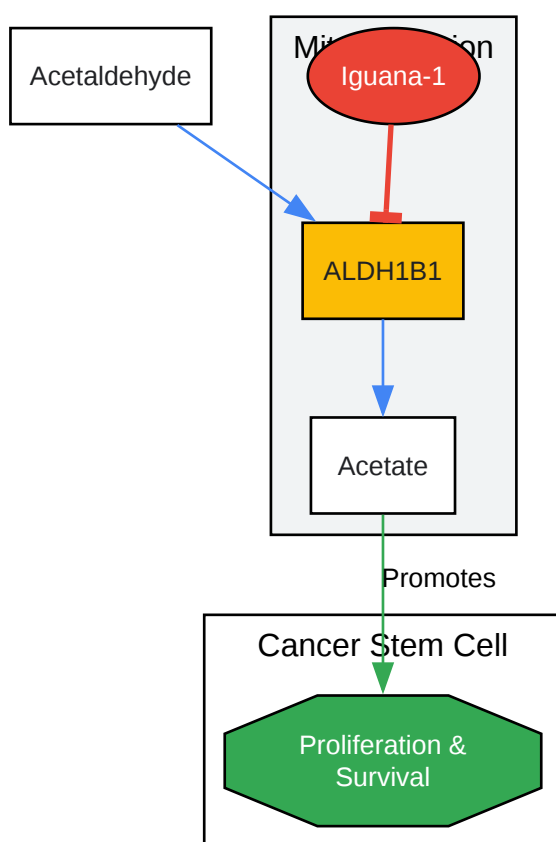 Acetaldehyde
Iguana-1
ALDH1B1
Acetate
Promotes
Cancer Stem Cell
Proliferation &
Survival